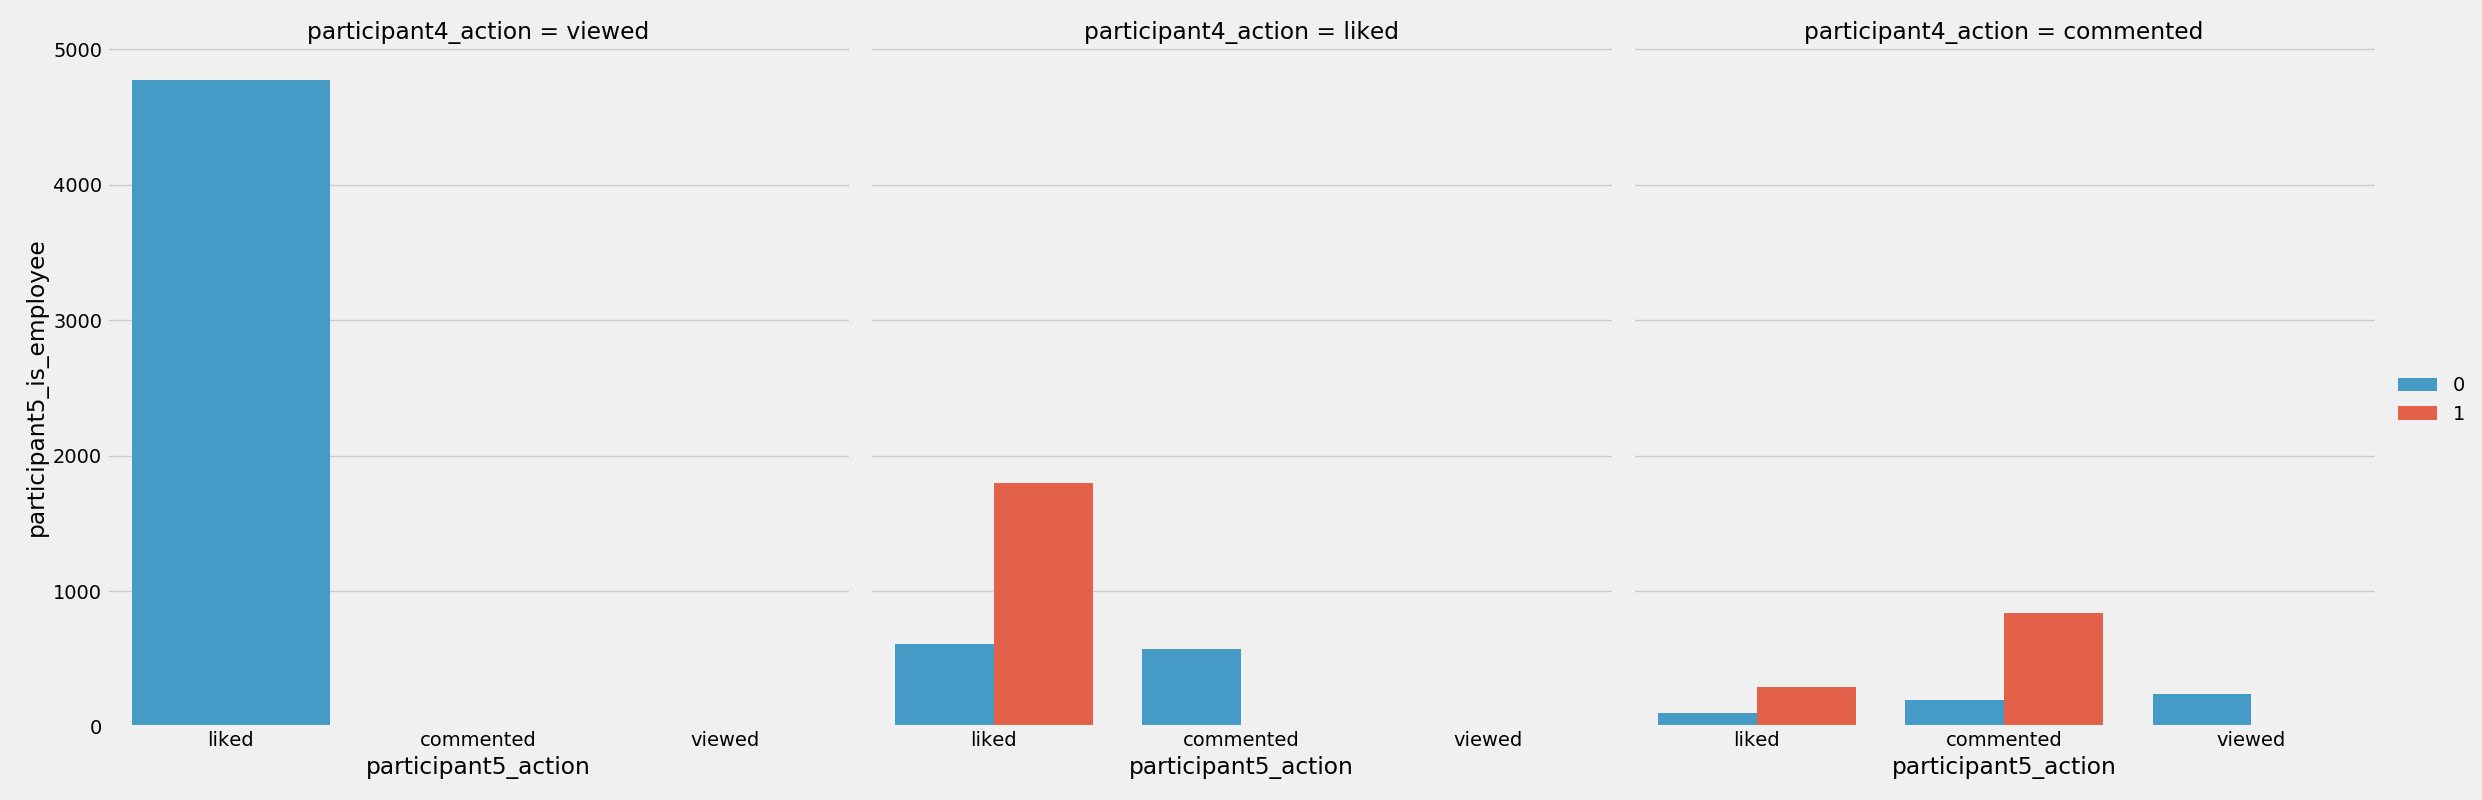 participant4_action = viewed
participant4_action = liked
participant4_action = commented
participant5_is_employee
5000
4000
3000
2000
1000
0
liked commented viewed
liked commented viewed
liked commented viewed
participant5_action
participant5_action
participant5_action
0
1